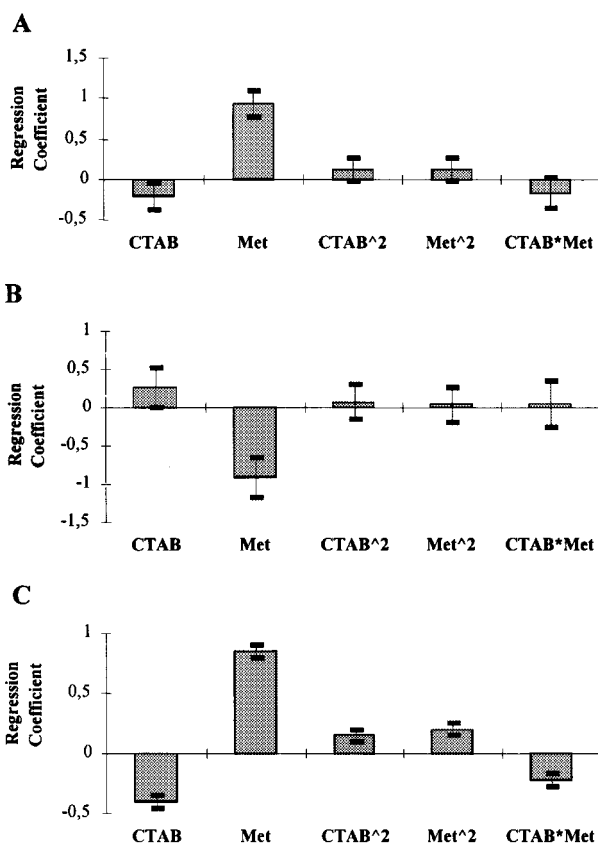 A
Regression
Coefficient
1,5
1
0,5
0
-0,5
CTAB Met CTAB^2 Met^2 CTAB*Met
B
Regression
Coefficient
1
0,5
0
-0,5
-1
-1,5
CTAB Met CTAB^2 Met^2 CTAB*Met
C
Regression
Coefficient
1
0,5
0
-0,5
CTAB Met CTAB^2 Met^2 CTAB*Met